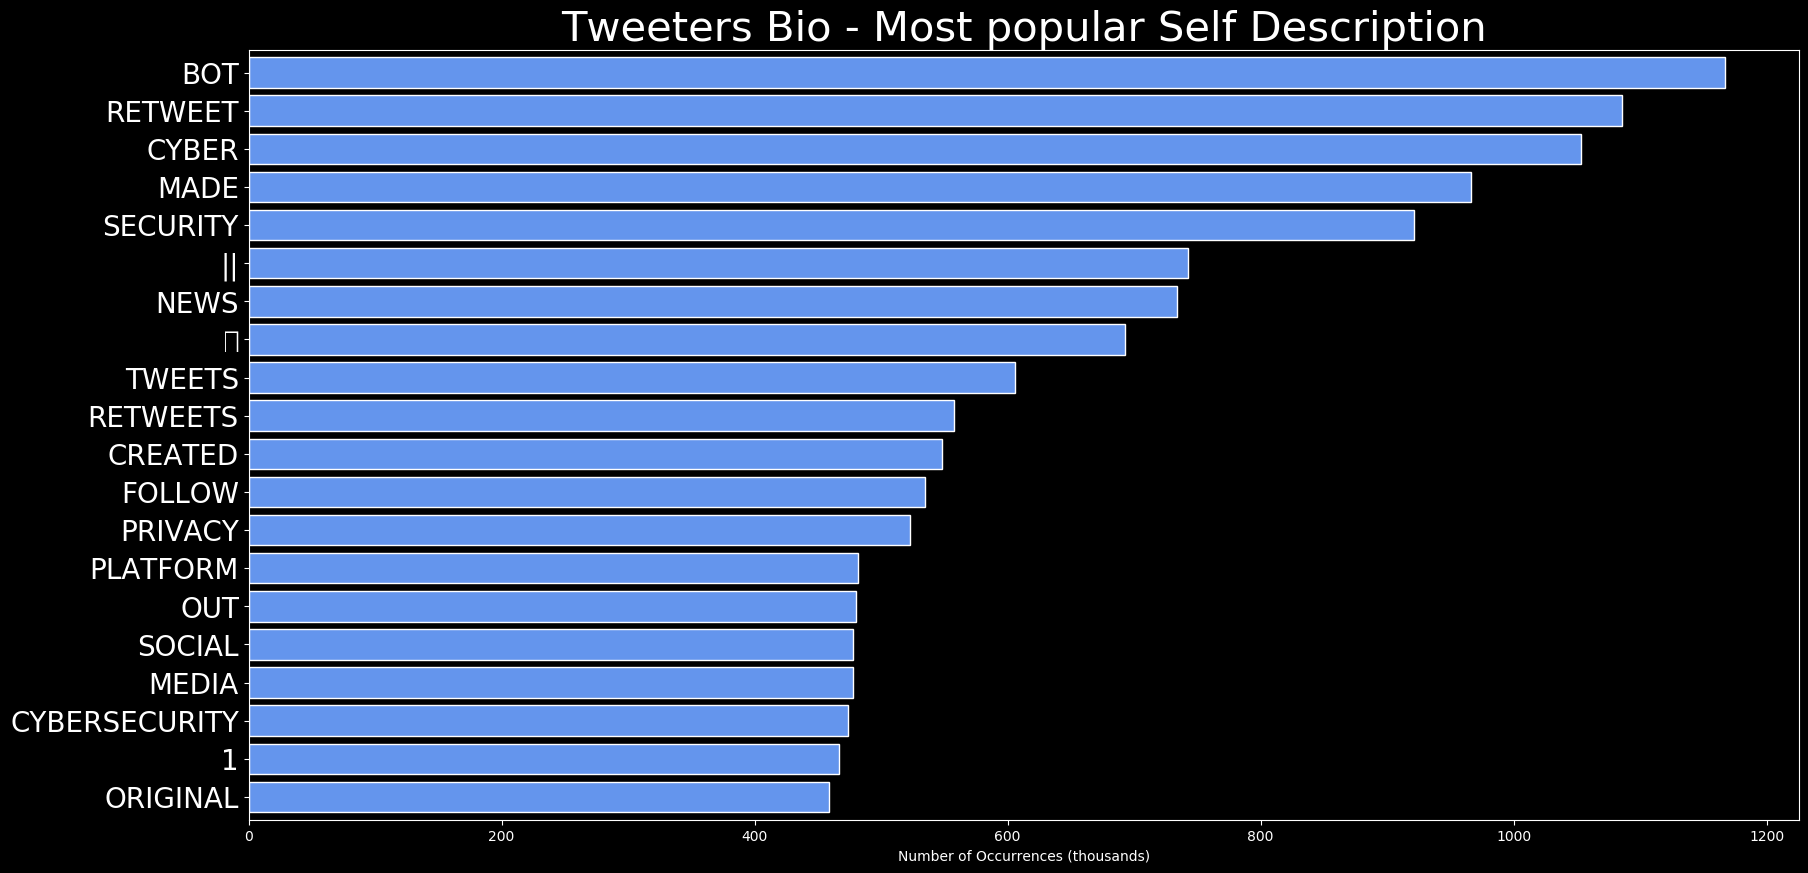 Tweeters Bio - Most popular Self Description
BOT
RETWEET
CYBER
MADE
SECURITY
||
NEWS
TWEETS
RETWEETS
CREATED
FOLLOW
PRIVACY
PLATFORM
OUT
SOCIAL
MEDIA
CYBERSECURITY
1
ORIGINAL
0 200 400 600 800 1000 1200
Number of Occurrences (thousands)